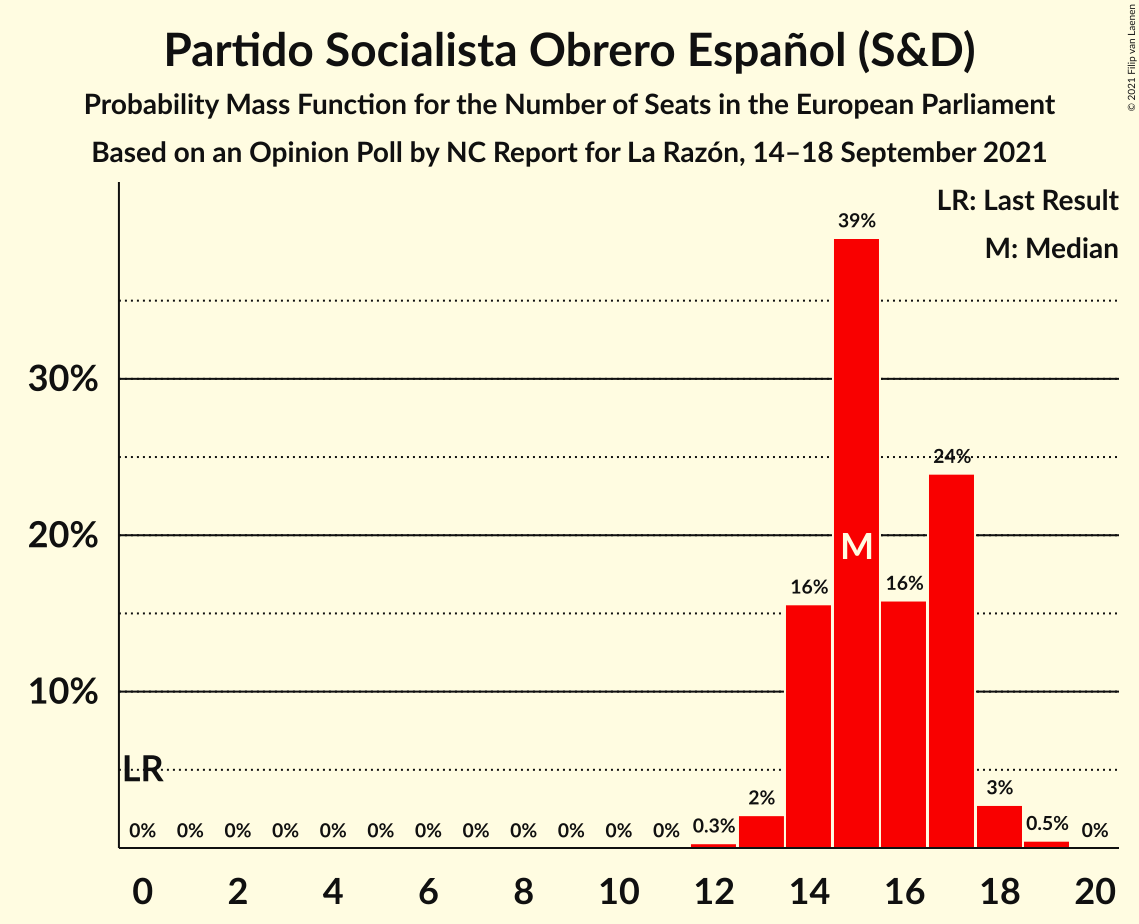 Partido Socialista Obrero Español (S&D)
Probability Mass Function for the Number of Seats in the European Parliament
Based on an Opinion Poll by NC Report for La Razón, 14–18 September 2021
© 2021 Filip van Laenen
LR: Last Result
M: Median
39%
30%
24%
20%
M
16%
16%
10%
LR
0% 0% 0% 0% 0% 0% 0% 0% 0% 0% 0% 0% 0.3% 2% 3% 0.5% 0%
0 2 4 6 8 10 12 14 16 18 20